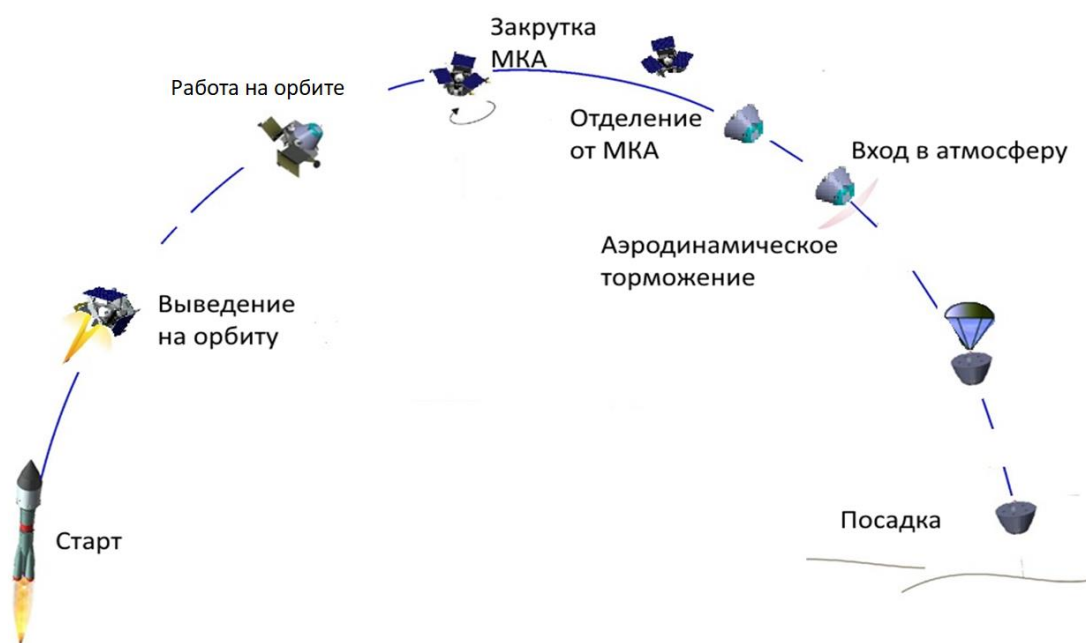 Старт
Выведение
на орбиту
Работа на орбите
Закрутка
МКА
Отделение
от МКА
Вход в атмосферу
Аэродинамическое
торможение
Посадка